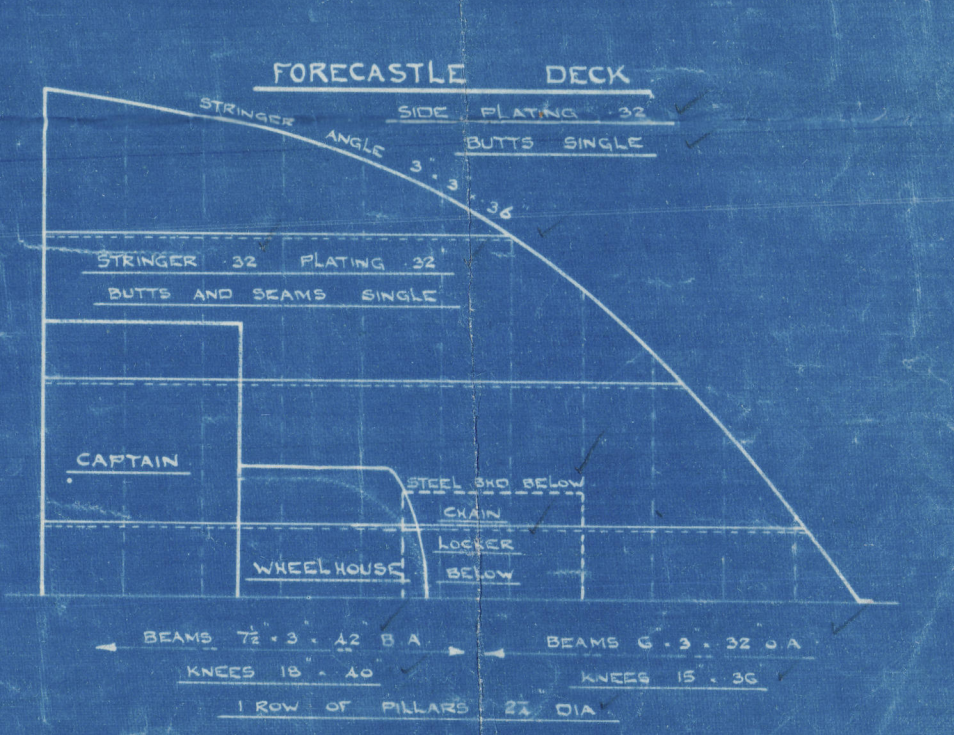 FORECASTLE DECK
SIDE PLATING .32
BUTTS SINGLE
STRINGER ANGLE 3" × 3" × .36
STRINGER .32 PLATING .32
BUTTS AND SEAMS SINGLE
CAPTAIN
STEEL BHD BELOW
CHAIN
LOCKER
BELOW
WHEELHOUSE
BEAMS 7½" × 3" × .42" B A
BEAMS 6 × 3 × .32" B.A
KNEES 18" × .40"
KNEES 15" × .36"
1 ROW OF PILLARS DIA